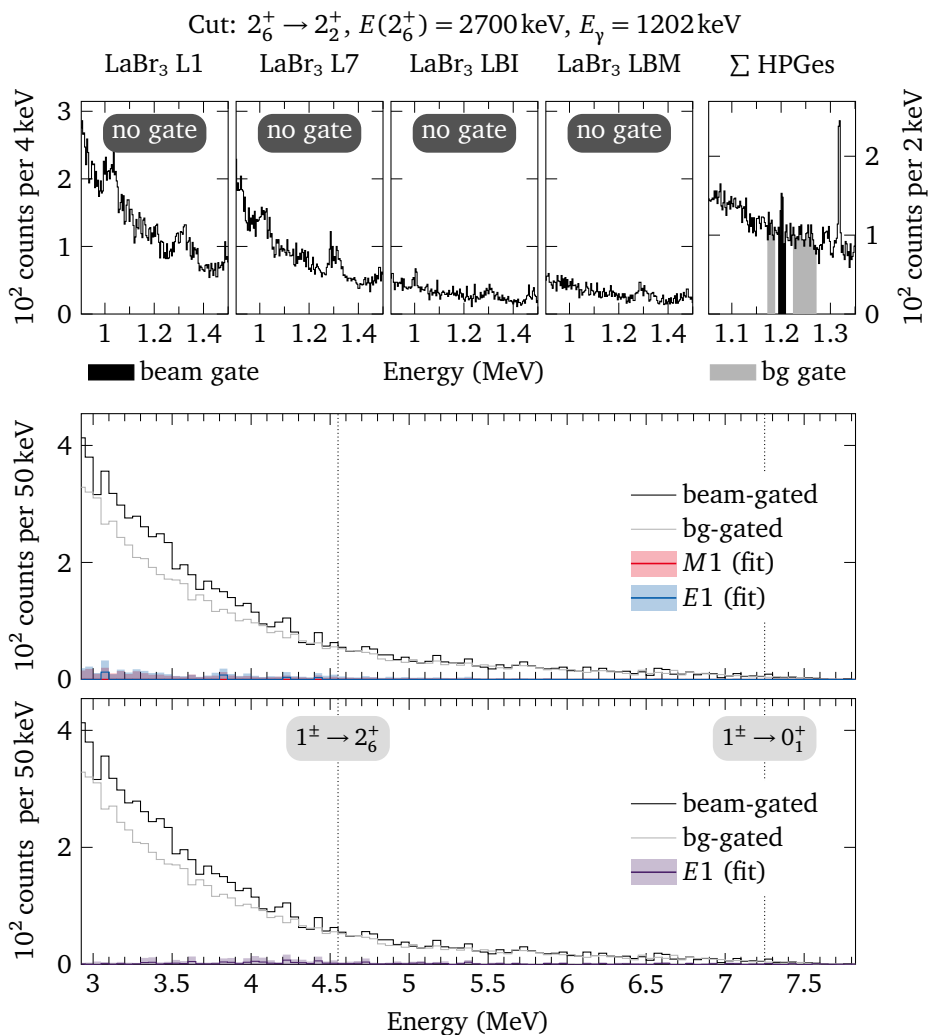 Cut: 2₆⁺ → 2₂⁺, E(2₆⁺) = 2700 keV, Eγ = 1202 keV
LaBr₃ L1 LaBr₃ L7 LaBr₃ LBI LaBr₃ LBM ∑ HPGes
no gate no gate no gate no gate
10² counts per 4 keV
3
2
1
0
10² counts per 2 keV
2
1
0
1 1.2 1.4 1 1.2 1.4 1 1.2 1.4 1 1.2 1.4 1.1 1.2 1.3
beam gate Energy (MeV) bg gate
10² counts per 50 keV
4
2
0
beam-gated
bg-gated
M1 (fit)
E1 (fit)
10² counts per 50 keV
4
2
0
1± → 2₆⁺ 1± → 0₁⁺
beam-gated
bg-gated
E1 (fit)
3 3.5 4 4.5 5 5.5 6 6.5 7 7.5
Energy (MeV)